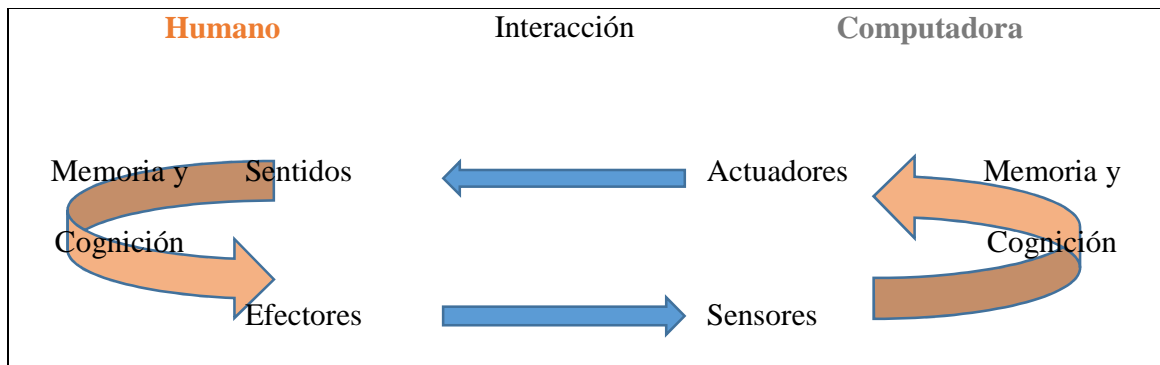 Humano Interacción Computadora
Memoria y Sentidos Actuadores Memoria y
Cognición Cognición
Efectores Sensores